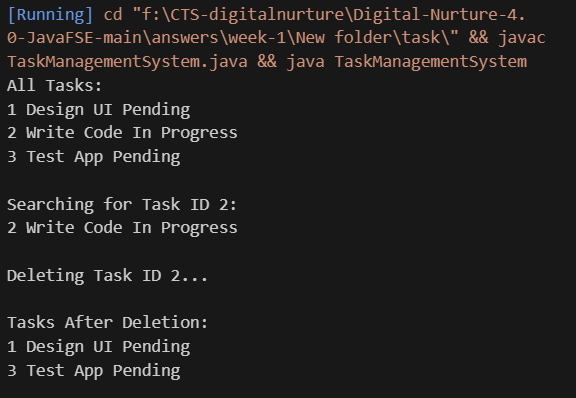 [Running] cd "f:\CTS-digitalnurture\Digital-Nurture-4.
0-JavaFSE-main\answers\week-1\New folder\task\" && javac
TaskManagementSystem.java && java TaskManagementSystem
All Tasks:
1 Design UI Pending
2 Write Code In Progress
3 Test App Pending
Searching for Task ID 2:
2 Write Code In Progress
Deleting Task ID 2...
Tasks After Deletion:
1 Design UI Pending
3 Test App Pending